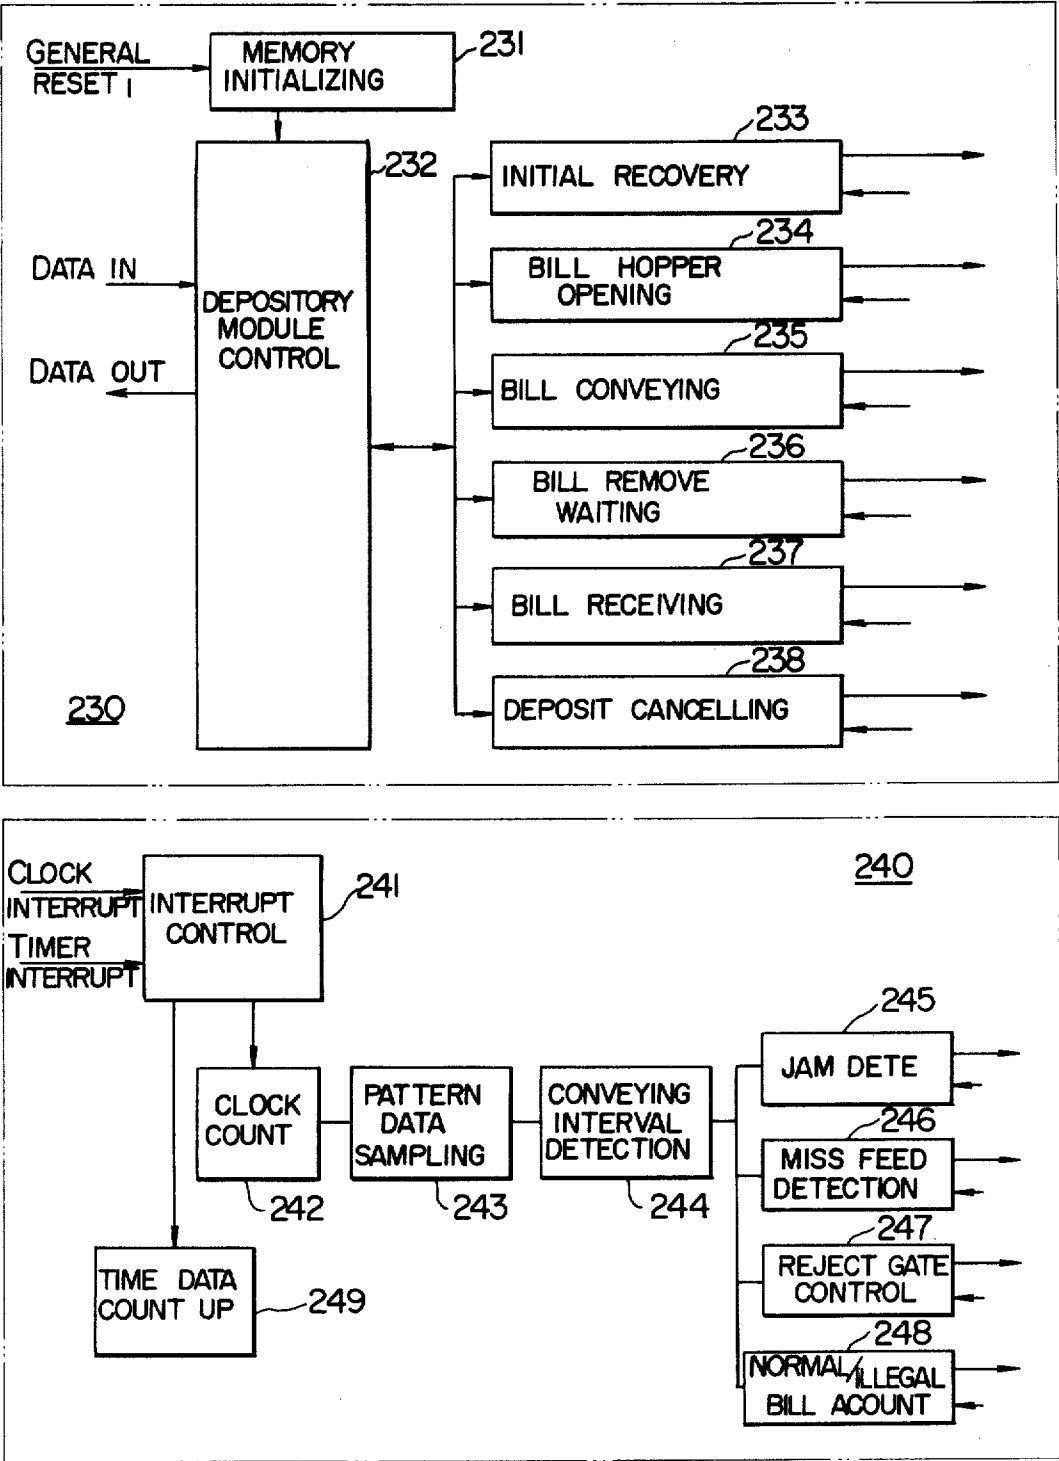 GENERAL
RESET 1
MEMORY
INITIALIZING
231
232
DATA IN
DATA OUT
DEPOSITORY
MODULE
CONTROL
233
INITIAL RECOVERY
234
BILL HOPPER
OPENING
235
BILL CONVEYING
236
BILL REMOVE
WAITING
237
BILL RECEIVING
238
DEPOSIT CANCELLING
230
240
CLOCK
INTERRUPT
TIMER
INTERRUPT
INTERRUPT
CONTROL
241
CLOCK
COUNT
242
PATTERN
DATA
SAMPLING
243
CONVEYING
INTERVAL
DETECTION
244
245
JAM DETE
246
MISS FEED
DETECTION
247
REJECT GATE
CONTROL
248
NORMAL/ILLEGAL
BILL ACOUNT
TIME DATA
COUNT UP
249